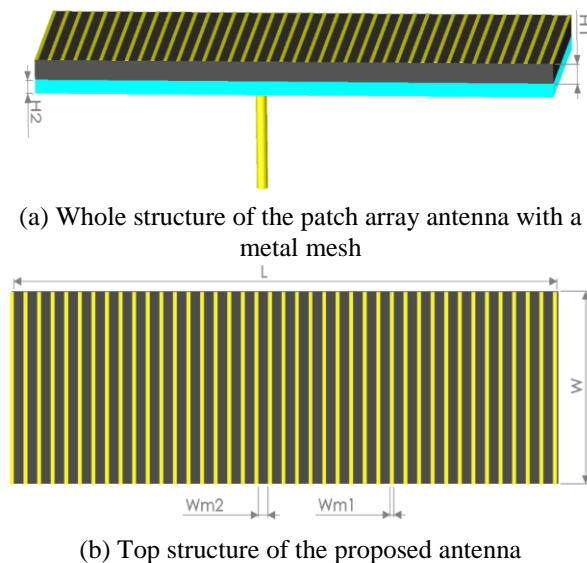 H1
H2
(a) Whole structure of the patch array antenna with a
metal mesh
L
W
Wm2
Wm1
(b) Top structure of the proposed antenna